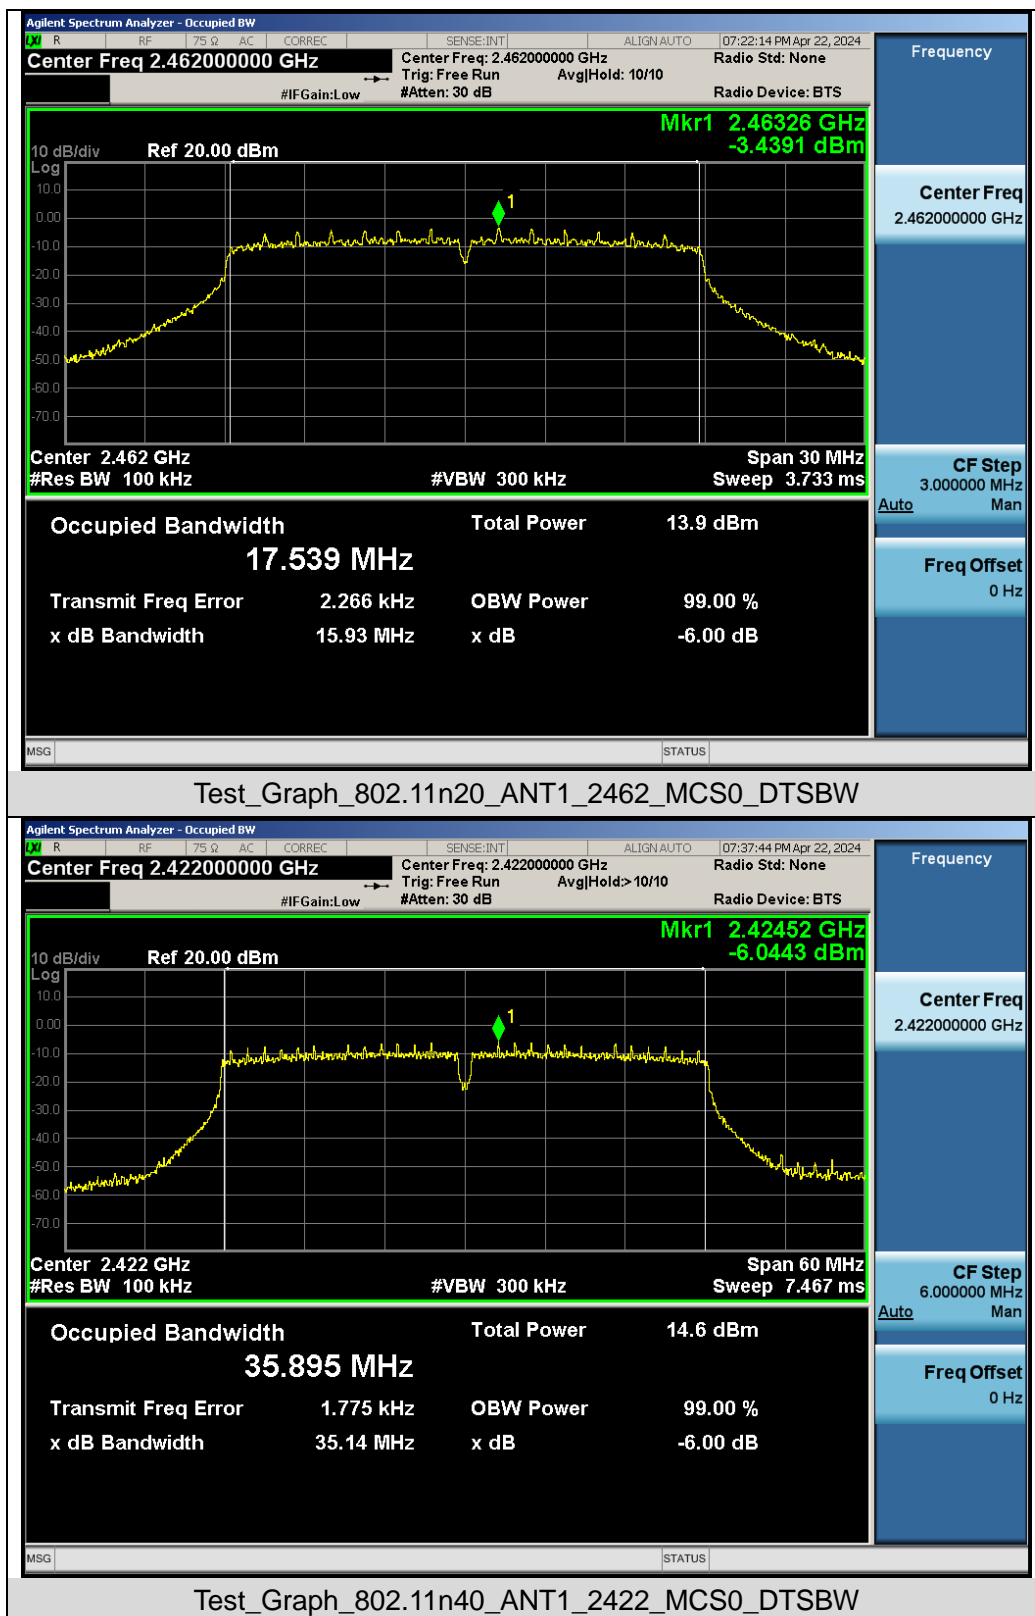 Agilent Spectrum Analyzer - Occupied BW
LXI R RF 75 Ω AC CORREC SENSE:INT ALIGN AUTO 07:22:14 PM Apr 22, 2024
Center Freq 2.462000000 GHz
Center Freq: 2.462000000 GHz
Radio Std: None
Trig: Free Run Avg|Hold: 10/10
#IFGain:Low
#Atten: 30 dB
Radio Device: BTS
Frequency
Mkr1 2.46326 GHz
-3.4391 dBm
10 dB/div Ref 20.00 dBm
Log
10.0
0.00
-10.0
-20.0
-30.0
-40.0
-50.0
-60.0
-70.0
1
Center 2.462 GHz Span 30 MHz
#Res BW 100 kHz #VBW 300 kHz Sweep 3.733 ms
Center Freq
2.462000000 GHz
CF Step
3.000000 MHz
Auto Man
Freq Offset
0 Hz
Occupied Bandwidth Total Power 13.9 dBm
17.539 MHz
Transmit Freq Error 2.266 kHz OBW Power 99.00 %
x dB Bandwidth 15.93 MHz x dB -6.00 dB
MSG STATUS
Test_Graph_802.11n20_ANT1_2462_MCS0_DTSBW
Agilent Spectrum Analyzer - Occupied BW
LXI R RF 75 Ω AC CORREC SENSE:INT ALIGN AUTO 07:37:44 PM Apr 22, 2024
Center Freq 2.422000000 GHz
Center Freq: 2.422000000 GHz
Radio Std: None
Trig: Free Run Avg|Hold:>10/10
#IFGain:Low
#Atten: 30 dB
Radio Device: BTS
Frequency
Mkr1 2.42452 GHz
-6.0443 dBm
10 dB/div Ref 20.00 dBm
Log
10.0
0.00
-10.0
-20.0
-30.0
-40.0
-50.0
-60.0
-70.0
1
Center 2.422 GHz Span 60 MHz
#Res BW 100 kHz #VBW 300 kHz Sweep 7.467 ms
Center Freq
2.422000000 GHz
CF Step
6.000000 MHz
Auto Man
Freq Offset
0 Hz
Occupied Bandwidth Total Power 14.6 dBm
35.895 MHz
Transmit Freq Error 1.775 kHz OBW Power 99.00 %
x dB Bandwidth 35.14 MHz x dB -6.00 dB
MSG STATUS
Test_Graph_802.11n40_ANT1_2422_MCS0_DTSBW